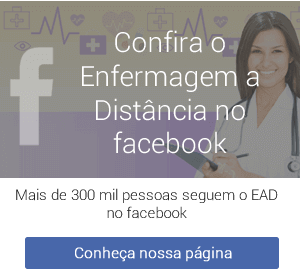 Confira o
Enfermagem a
Distância no
facebook
Mais de 300 mil pessoas seguem o EAD
no facebook
Conheça nossa página